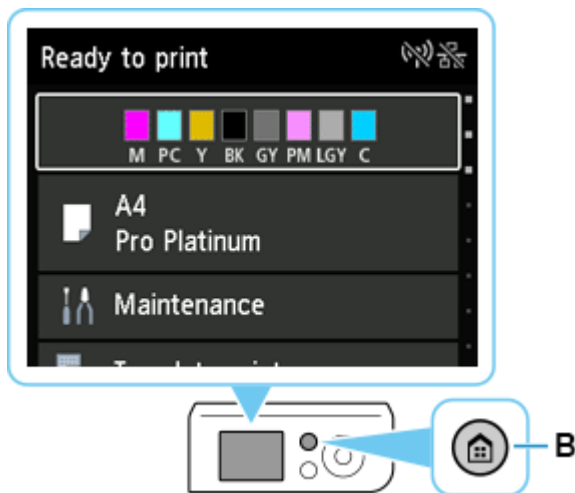 Ready to print
M PC Y BK GY PM LGY C
A4
Pro Platinum
Maintenance
B